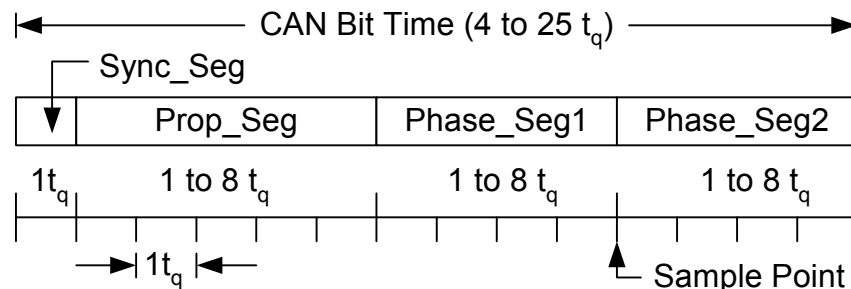 CAN Bit Time (4 to 25 tq)
Sync_Seg
Prop_Seg Phase_Seg1 Phase_Seg2
1tq 1 to 8 tq 1 to 8 tq 1 to 8 tq
1tq Sample Point